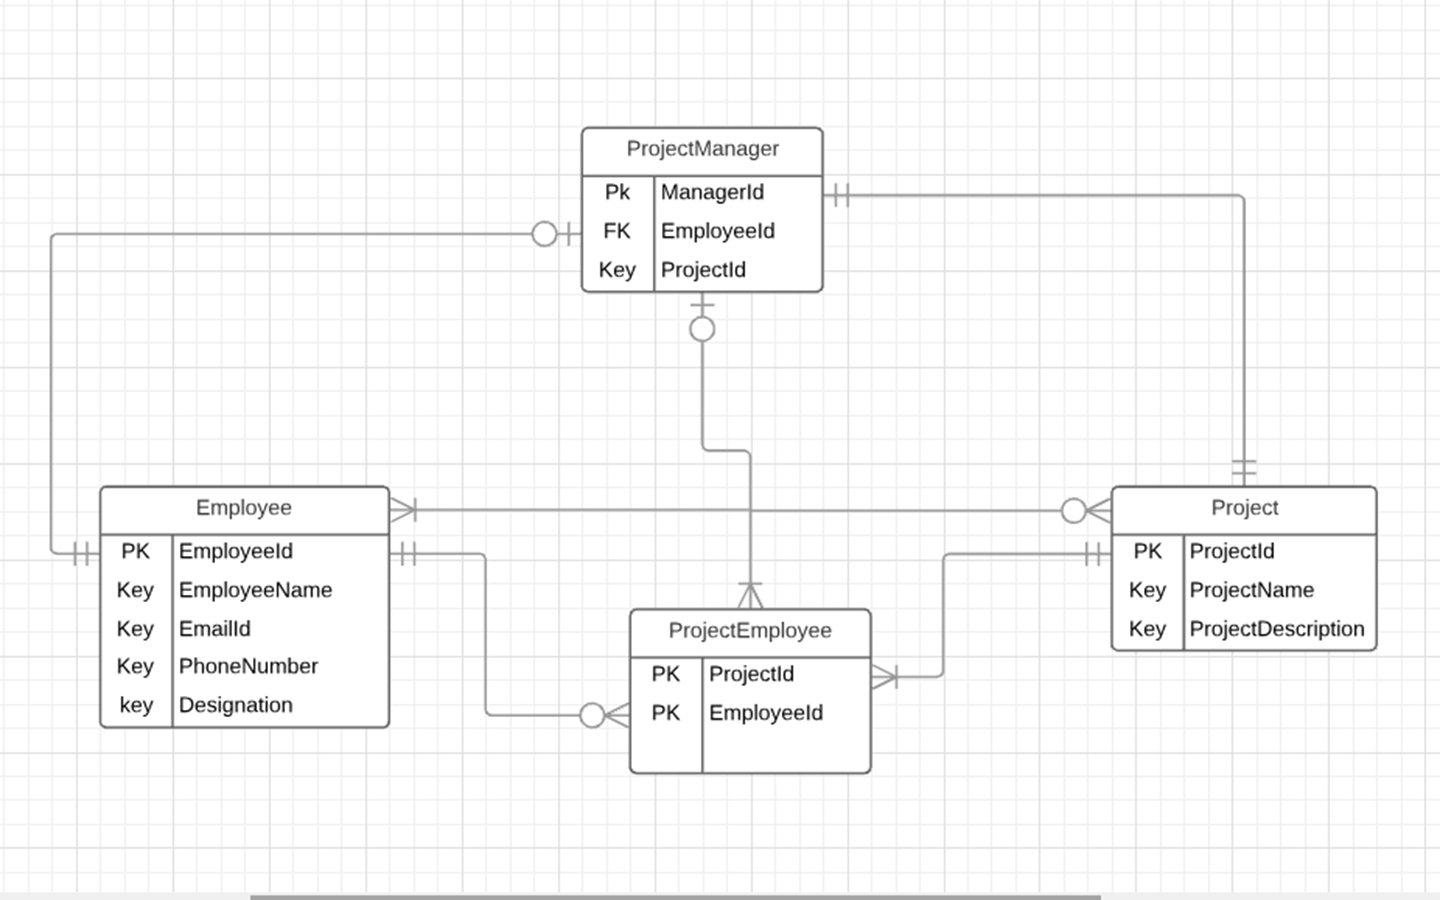 ProjectManager
Pk ManagerId
FK EmployeeId
Key ProjectId
Employee
PK EmployeeId
Key EmployeeName
Key EmailId
Key PhoneNumber
key Designation
ProjectEmployee
PK ProjectId
PK EmployeeId
Project
PK ProjectId
Key ProjectName
Key ProjectDescription